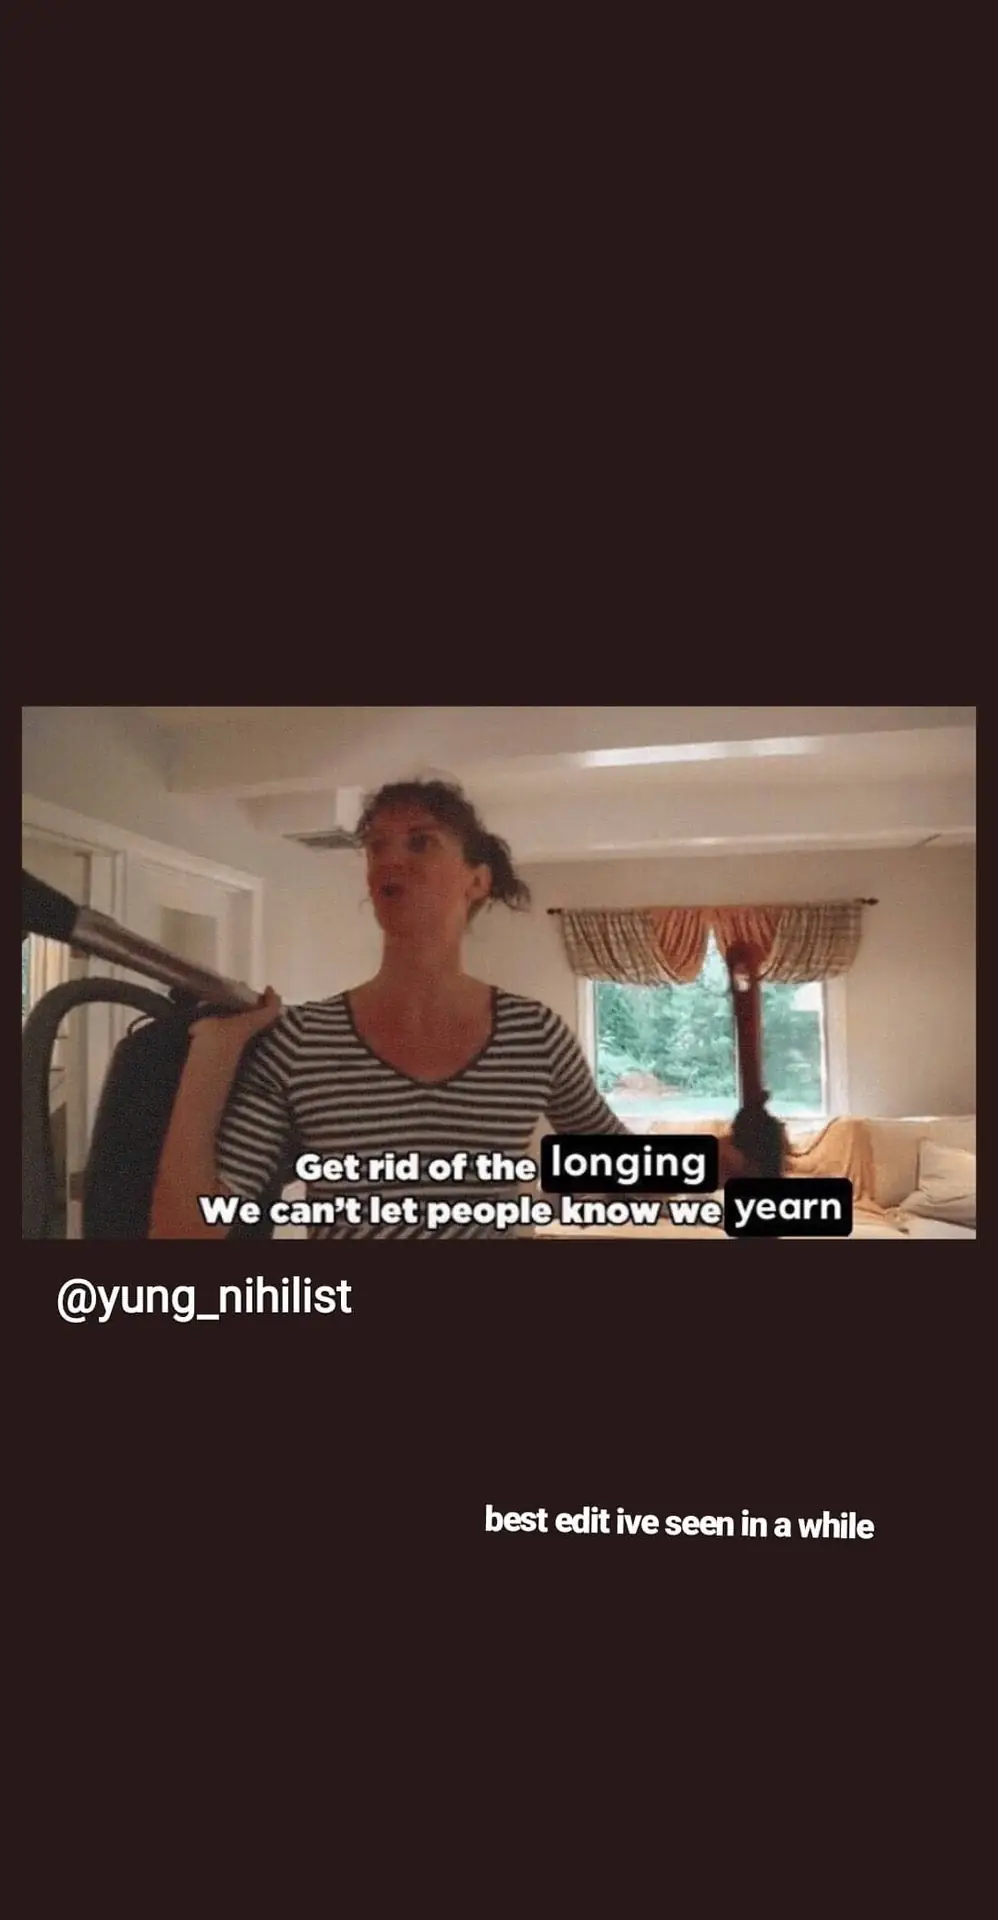 Get rid of the longing
We can't let people know we yearn
@yung_nihilist
best edit ive seen in a while